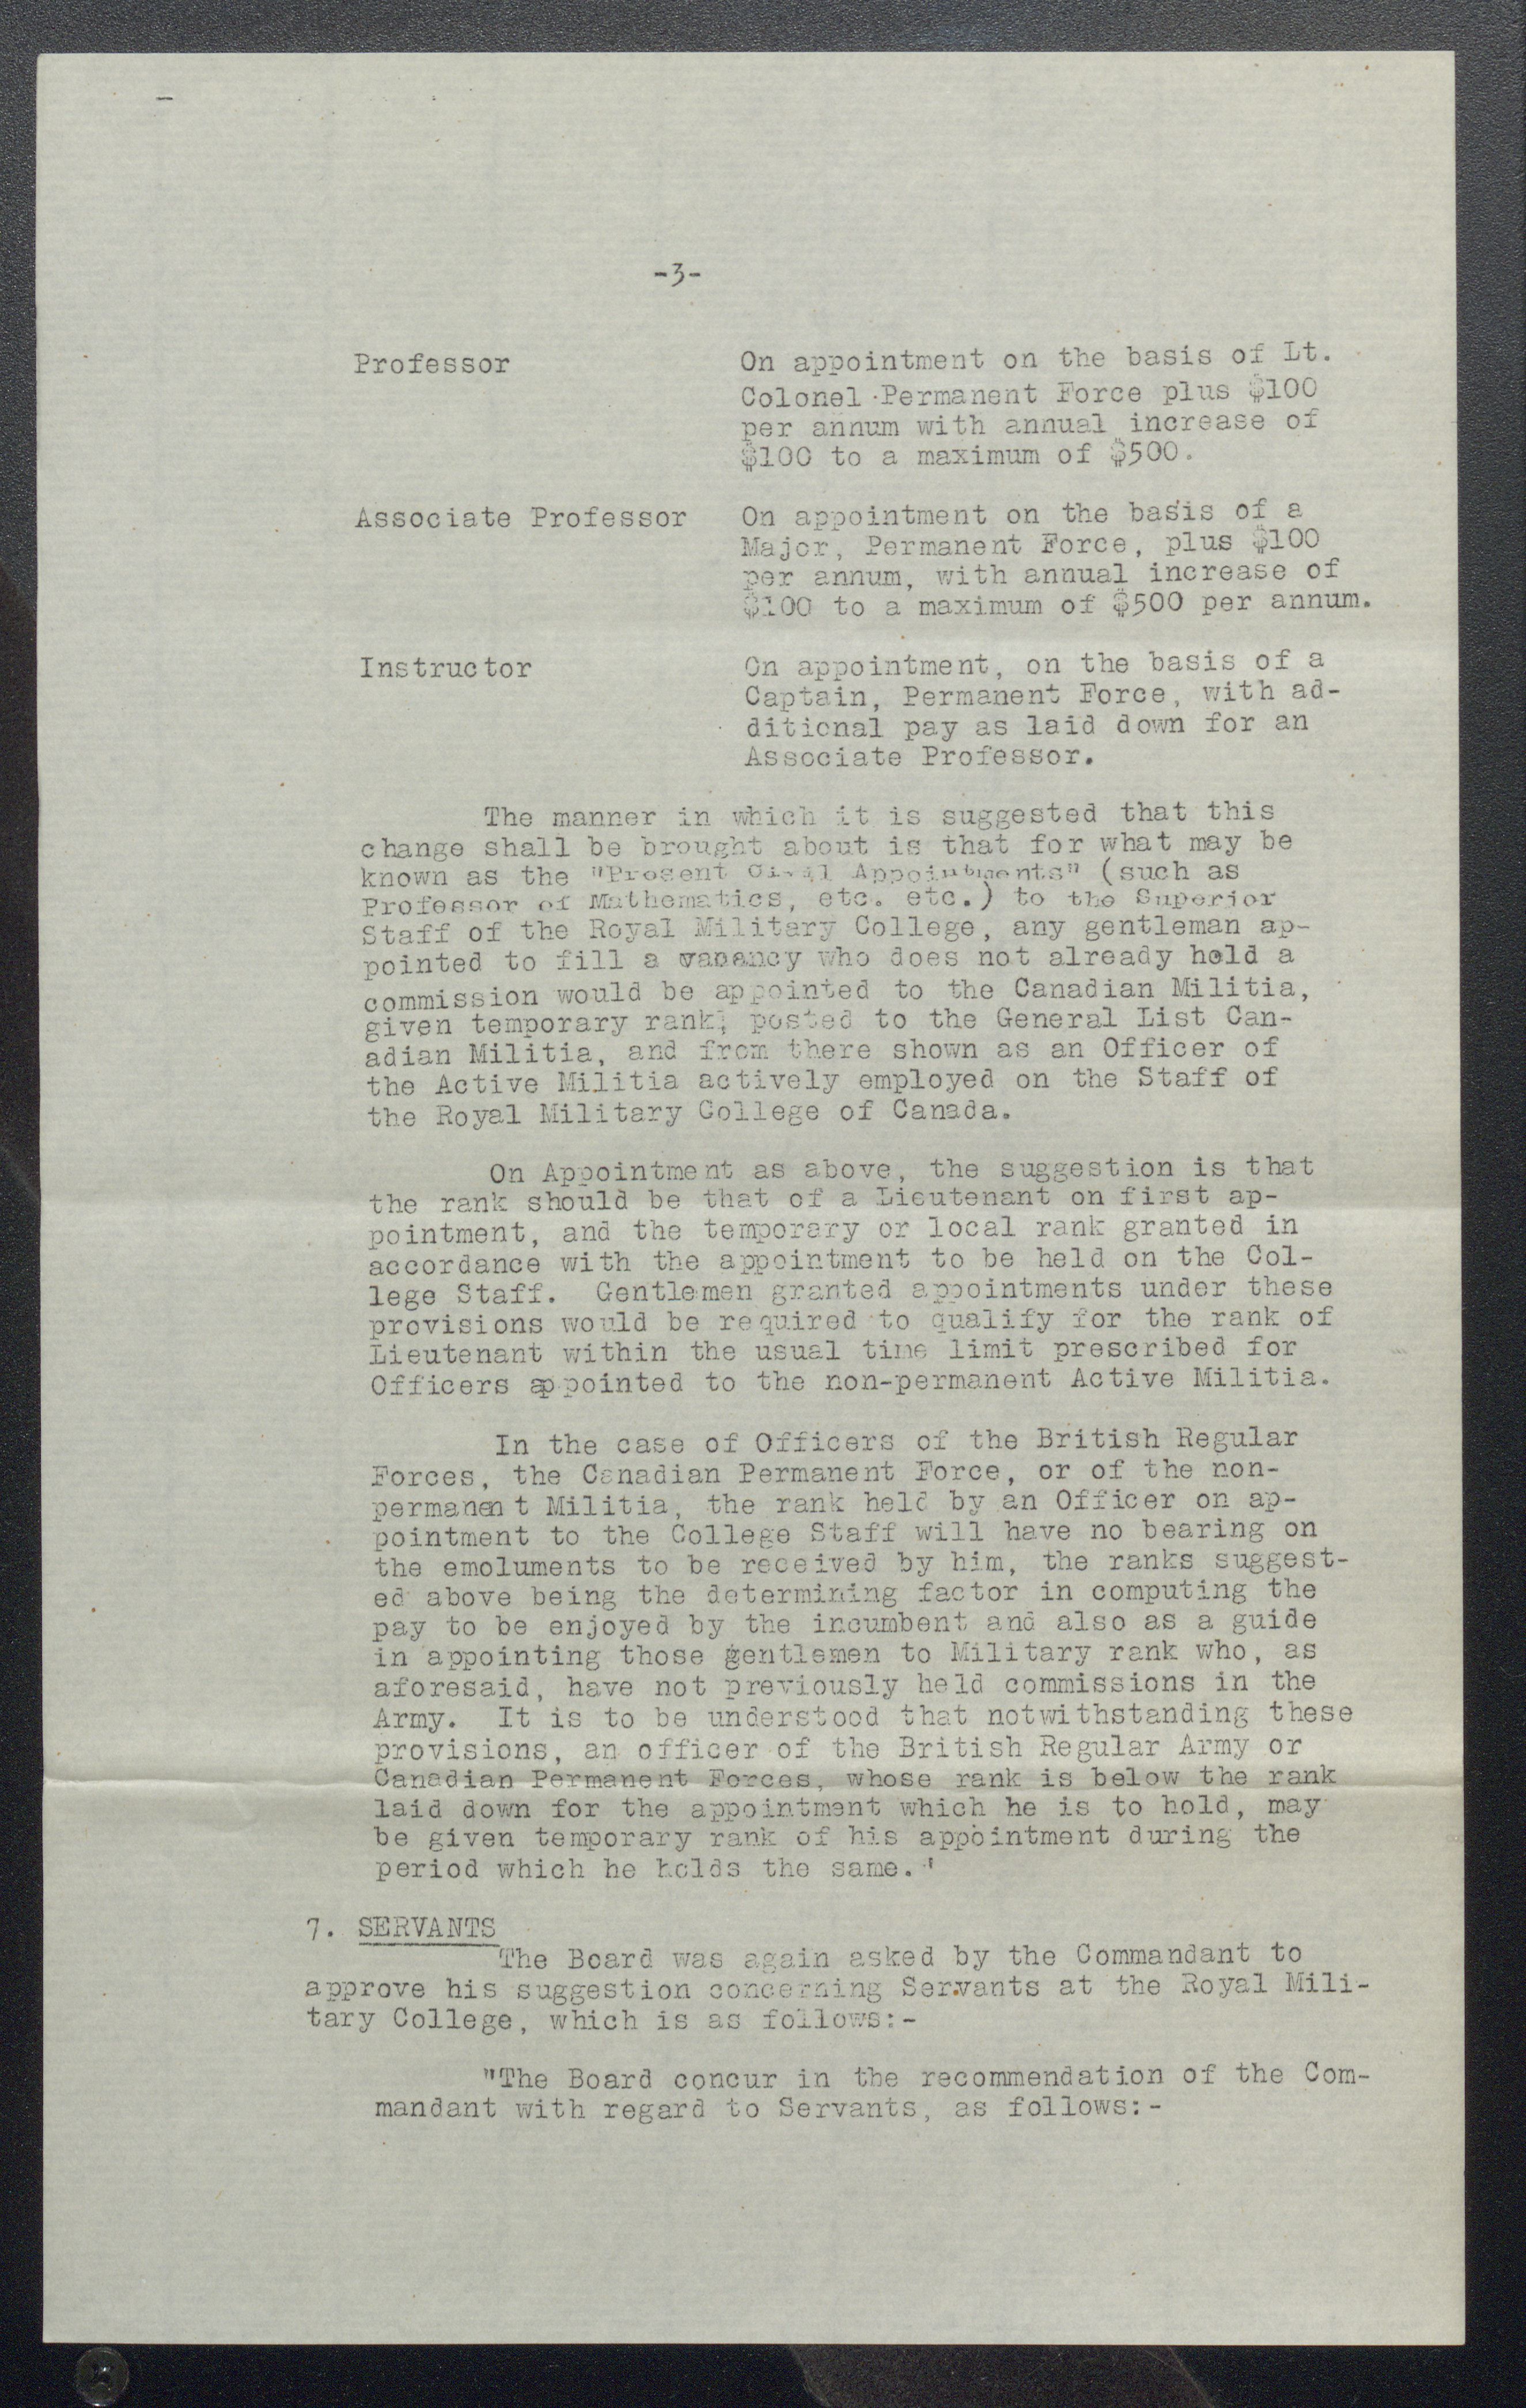 -3-
Professor On appointment on the basis of Lt.
Colonel Permanent Force plus $100
per annum with annual increase of
$100 to a maximum of $500.
Associate Professor On appointment on the basis of a
Major, Permanent Force, plus $100
per annum, with annual increase of
$100 to a maximum of $500 per annum.
Instructor On appointment, on the basis of a
Captain, Permanent Force, with ad-
ditional pay as laid down for an
Associate Professor.
The manner in which it is suggested that this
change shall be brought about is that for what may be
known as the "Present Civil Appointments" (such as
Professor of Mathematics, etc. etc.) to the Superior
Staff of the Royal Military College, any gentleman ap-
pointed to fill a vacancy who does not already hold a
commission would be appointed to the Canadian Militia,
given temporary rank, posted to the General List Can-
adian Militia, and from there shown as an Officer of
the Active Militia actively employed on the Staff of
the Royal Military College of Canada.
On Appointment as above, the suggestion is that
the rank should be that of a Lieutenant on first ap-
pointment, and the temporary or local rank granted in
accordance with the appointment to be held on the Col-
lege Staff. Gentlemen granted appointments under these
provisions would be required to qualify for the rank of
Lieutenant within the usual time limit prescribed for
Officers appointed to the non-permanent Active Militia.
In the case of Officers of the British Regular
Forces, the Canadian Permanent Force, or of the non-
permanent Militia, the rank held by an Officer on ap-
pointment to the College Staff will have no bearing on
the emoluments to be received by him, the ranks suggest-
ed above being the determining factor in computing the
pay to be enjoyed by the incumbent and also as a guide
in appointing those gentlemen to Military rank who, as
aforesaid, have not previously held commissions in the
Army. It is to be understood that notwithstanding these
provisions, an officer of the British Regular Army or
Canadian Permanent Forces, whose rank is below the rank
laid down for the appointment which he is to hold, may
be given temporary rank of his appointment during the
period which he holds the same.'
7. SERVANTS
The Board was again asked by the Commandant to
approve his suggestion concerning Servants at the Royal Mili-
tary College, which is as follows:-
"The Board concur in the recommendation of the Com-
mandant with regard to Servants, as follows:-